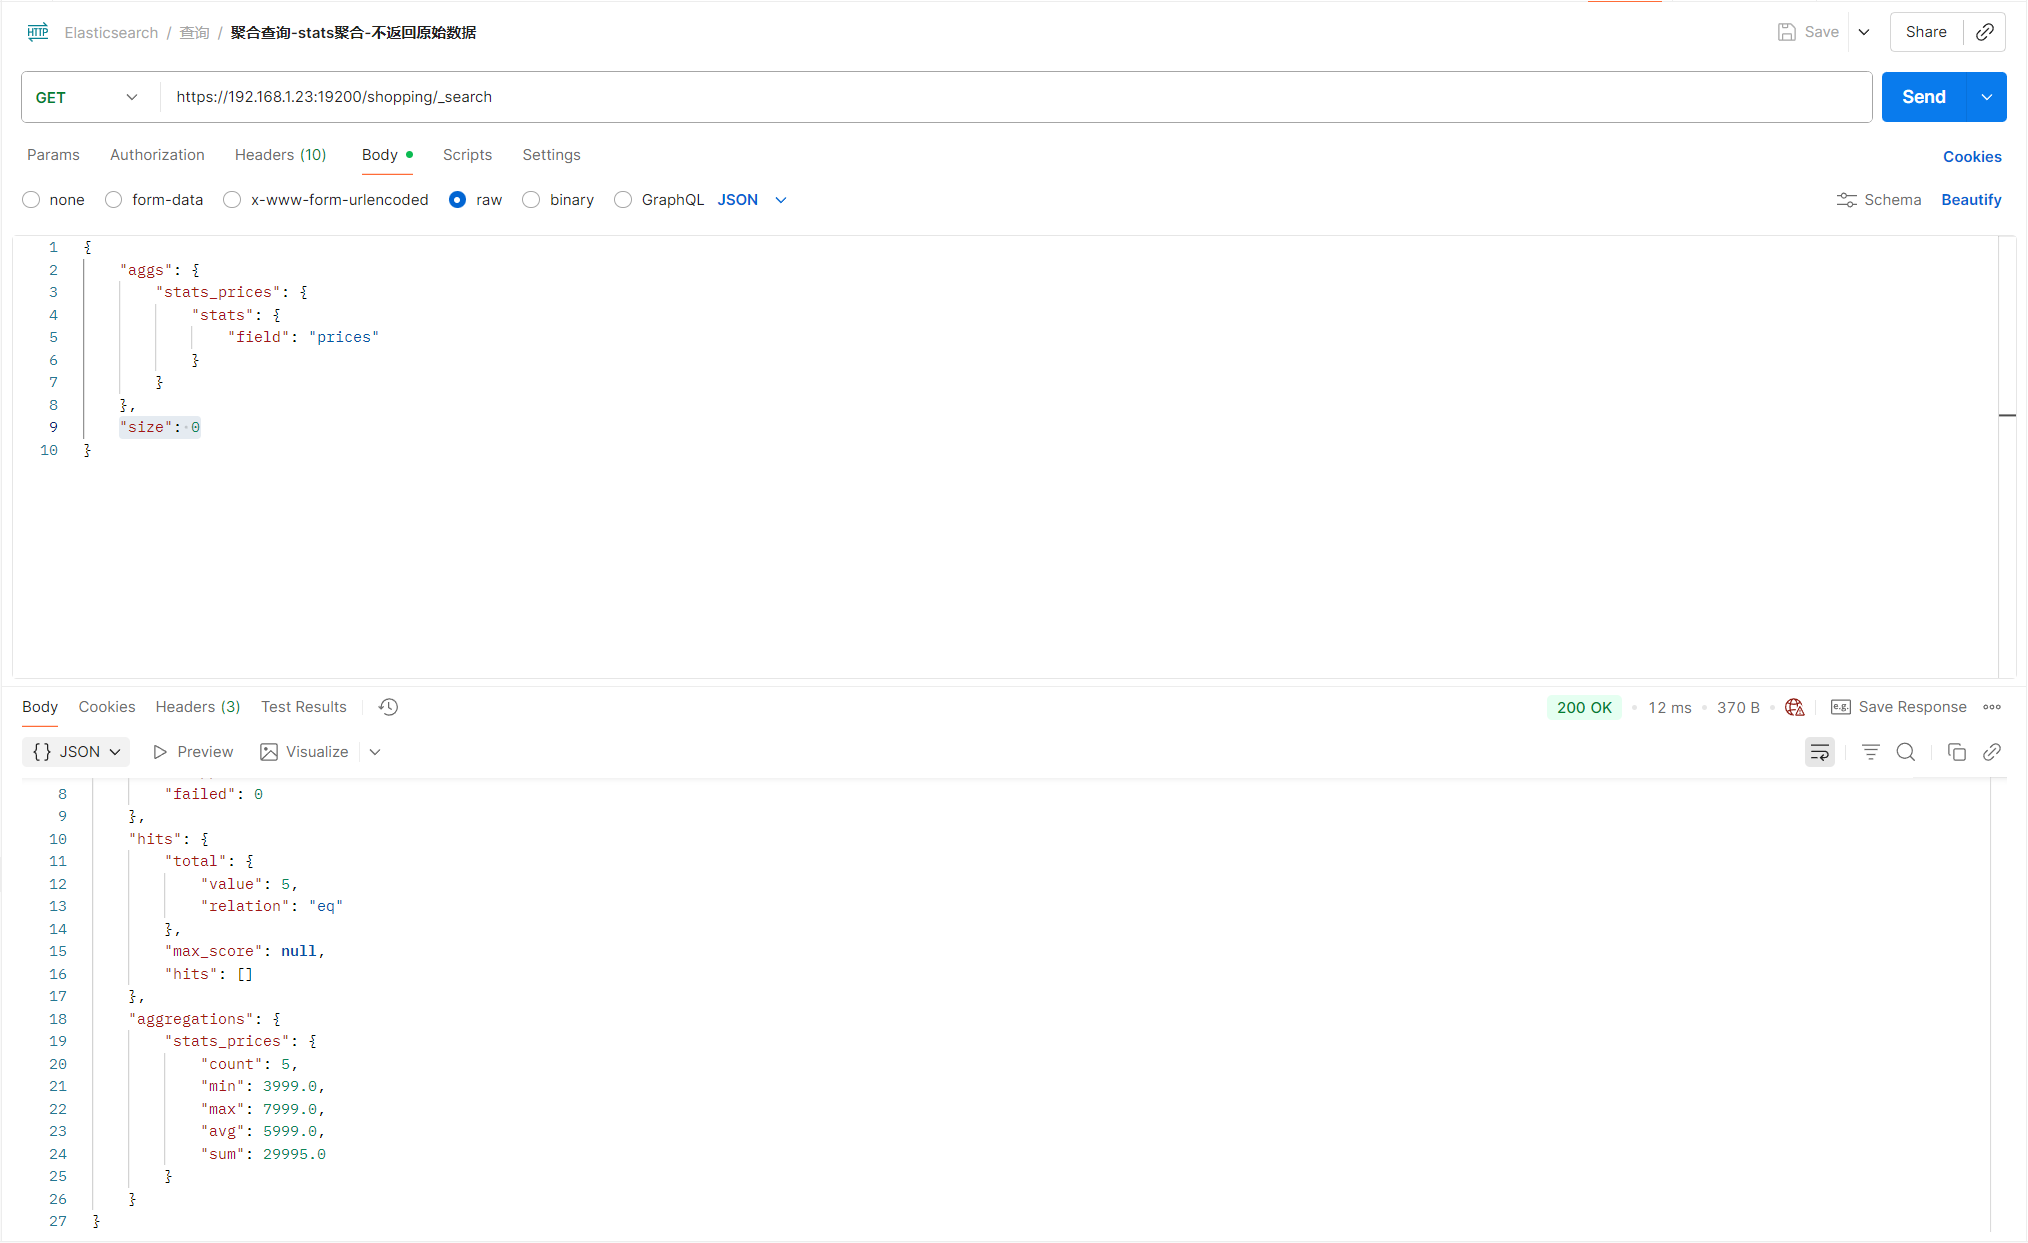 HTTP Elasticsearch / 查询 / 聚合查询-stats聚合-不返回原始数据 Save Share
GET https://192.168.1.23:19200/shopping/_search Send
Params Authorization Headers (10) Body Scripts Settings Cookies
none form-data x-www-form-urlencoded raw binary GraphQL JSON Schema Beautify
1 {
2 "aggs": {
3 "stats_prices": {
4 "stats": {
5 "field": "prices"
6 }
7 }
8 },
9 "size": 0
10 }
Body Cookies Headers (3) Test Results 200 OK • 12 ms • 370 B • e.g. Save Response
{} JSON Preview Visualize
8 "failed": 0
9 },
10 "hits": {
11 "total": {
12 "value": 5,
13 "relation": "eq"
14 },
15 "max_score": null,
16 "hits": []
17 },
18 "aggregations": {
19 "stats_prices": {
20 "count": 5,
21 "min": 3999.0,
22 "max": 7999.0,
23 "avg": 5999.0,
24 "sum": 29995.0
25 }
26 }
27 }